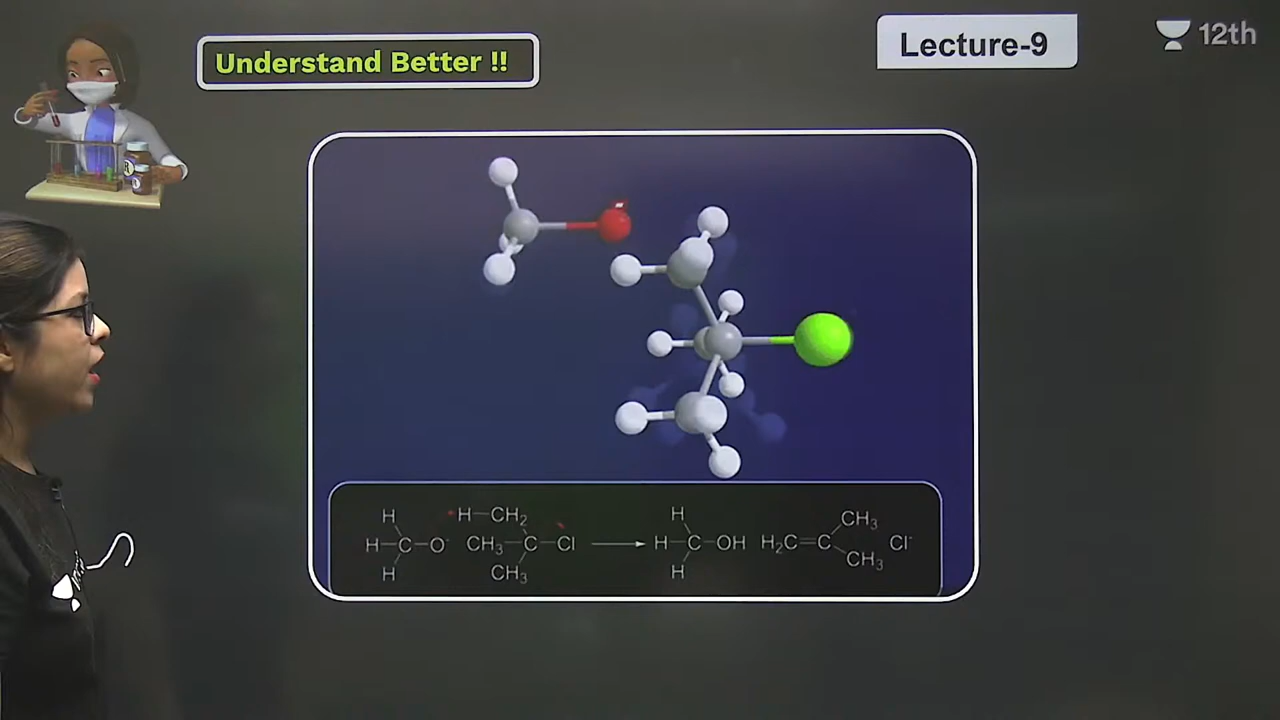 Understand Better !!
Lecture-9
12th
H H—CH₂ H CH₃
H—C—O⁻ CH₃—C—Cl ⟶ H—C—OH H₂C=C Cl⁻
H CH₃ H CH₃